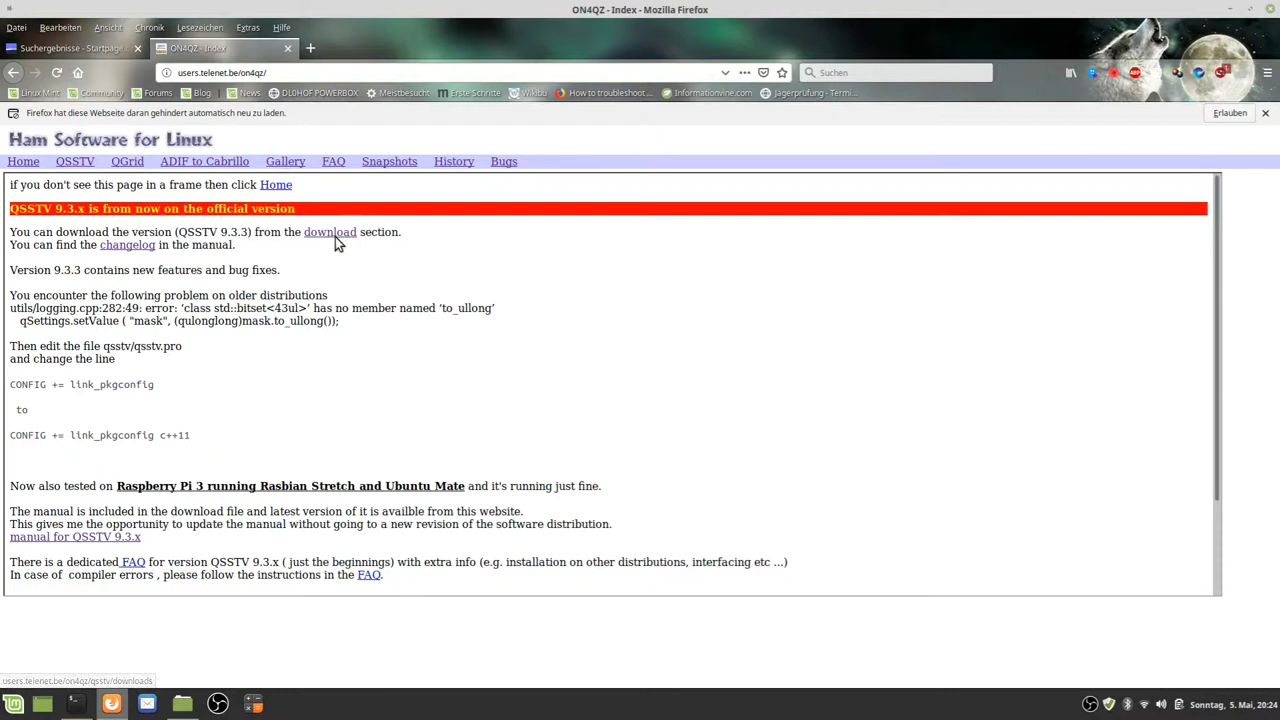 ON4QZ - Index - Mozilla Firefox
Datei Bearbeiten Ansicht Chronik Lesezeichen Extras Hilfe
Suchergebnisse - Startpage ON4QZ - Index
users.telenet.be/on4qz/ Suchen
Linux Mint Community Forums Blog News DL0HOF POWERBOX Meistbesucht Erste Schritte Wikibu How to troubleshoot ... Informationvine.com Jägerprüfung - Termi...
Firefox hat diese Webseite daran gehindert automatisch neu zu laden. Erlauben
Ham Software for Linux
Home QSSTV QGrid ADIF to Cabrillo Gallery FAQ Snapshots History Bugs
if you don't see this page in a frame then click Home
QSSTV 9.3.x is from now on the official version
You can download the version (QSSTV 9.3.3) from the download section.
You can find the changelog in the manual.
Version 9.3.3 contains new features and bug fixes.
You encounter the following problem on older distributions
utils/logging.cpp:282:49: error: ‘class std::bitset<43ul>’ has no member named ‘to_ullong’
qSettings.setValue ( "mask", (qulonglong)mask.to_ullong());
Then edit the file qsstv/qsstv.pro
and change the line
CONFIG += link_pkgconfig
to
CONFIG += link_pkgconfig c++11
Now also tested on Raspberry Pi 3 running Rasbian Stretch and Ubuntu Mate and it's running just fine.
The manual is included in the download file and latest version of it is availble from this website.
This gives me the opportunity to update the manual without going to a new revision of the software distribution.
manual for QSSTV 9.3.x
There is a dedicated FAQ for version QSSTV 9.3.x ( just the beginnings) with extra info (e.g. installation on other distributions, interfacing etc ...)
In case of compiler errors , please follow the instructions in the FAQ.
users.telenet.be/on4qz/qsstv/downloads
Sonntag, 5. Mai, 20:24